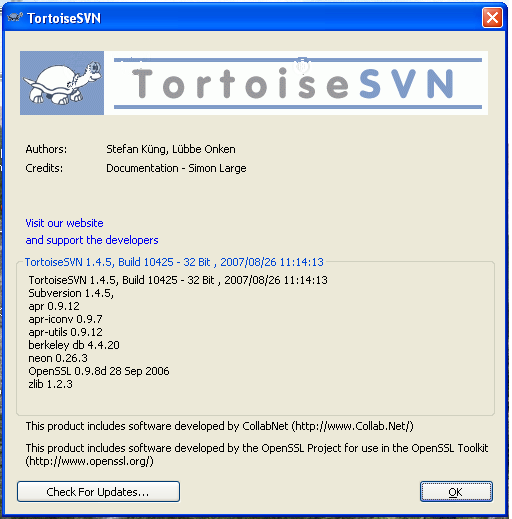 TortoiseSVN
TortoiseSVN
Authors: Stefan Küng, Lübbe Onken
Credits: Documentation - Simon Large
Visit our website
and support the developers
TortoiseSVN 1.4.5, Build 10425 - 32 Bit , 2007/08/26 11:14:13
TortoiseSVN 1.4.5, Build 10425 - 32 Bit , 2007/08/26 11:14:13
Subversion 1.4.5,
apr 0.9.12
apr-iconv 0.9.7
apr-utils 0.9.12
berkeley db 4.4.20
neon 0.26.3
OpenSSL 0.9.8d 28 Sep 2006
zlib 1.2.3
This product includes software developed by CollabNet (http://www.Collab.Net/)
This product includes software developed by the OpenSSL Project for use in the OpenSSL Toolkit
(http://www.openssl.org/)
Check For Updates... OK